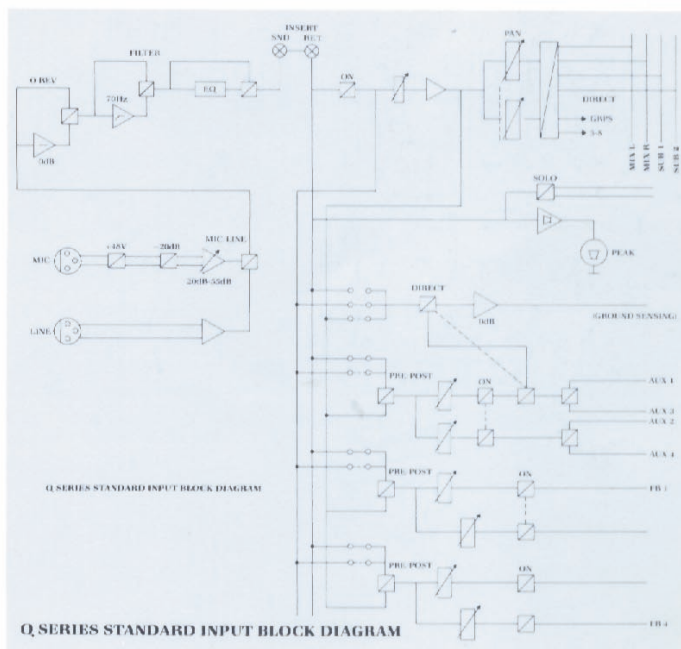 INSERT
SND RET
FILTER
PAN
O REV
ON
70Hz
EQ
DIRECT
GRPS
3-8
0dB
MIX L
MIX R
SUB 1
SUB 2
SOLO
+48V
-20dB
MIC LINE
MIC
20dB-55dB
PEAK
LINE
DIRECT
0dB
(GROUND SENSING)
PRE POST
ON
AUX 1
AUX 3
AUX 2
AUX 4
PRE POST
ON
Q SERIES STANDARD INPUT BLOCK DIAGRAM
FB 1
PRE POST
ON
FB 4
Q SERIES STANDARD INPUT BLOCK DIAGRAM